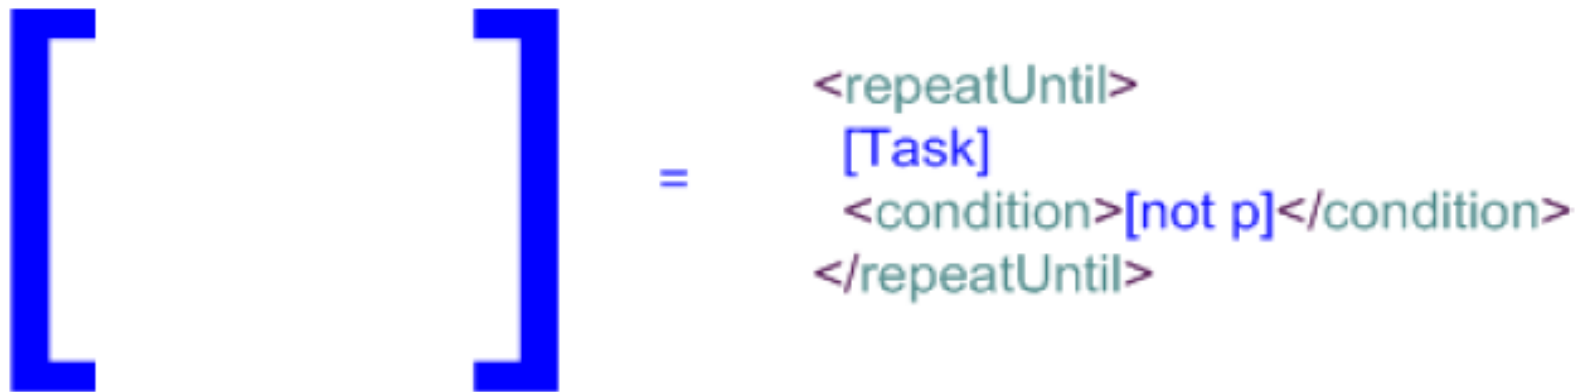 [ ] =
<repeatUntil>
[Task]
<condition>[not p]</condition>
</repeatUntil>